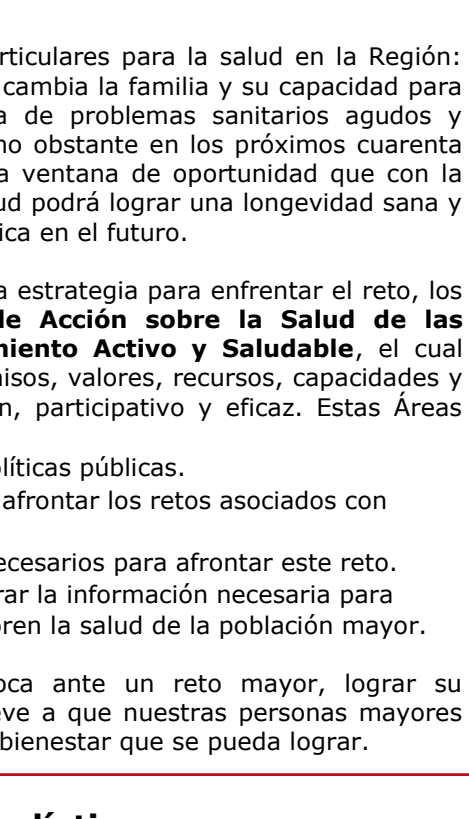 rticulares para la salud en la Región:
cambia la familia y su capacidad para
a de problemas sanitarios agudos y
no obstante en los próximos cuarenta
a ventana de oportunidad que con la
ud podrá lograr una longevidad sana y
ica en el futuro.
a estrategia para enfrentar el reto, los
de Acción sobre la Salud de las
miento Activo y Saludable, el cual
nisos, valores, recursos, capacidades y
n, participativo y eficaz. Estas Áreas
olíticas públicas.
afrontar los retos asociados con
ecesarios para afrontar este reto.
rar la información necesaria para
oren la salud de la población mayor.
oca ante un reto mayor, lograr su
eve a que nuestras personas mayores
bienestar que se pueda lograr.